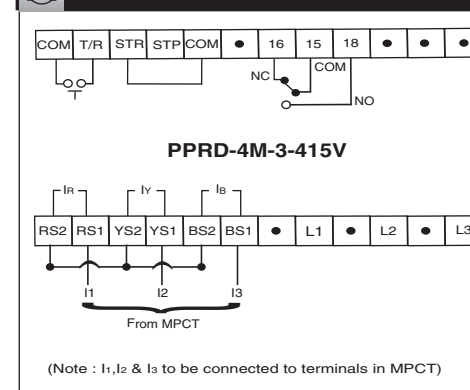 COM T/R STR STP COM • 16 15 18 • • •
NC COM
NO
PPRD-4M-3-415V
IR IY IB
RS2 RS1 YS2 YS1 BS2 BS1 • L1 • L2 • L3
I1 I2 I3
From MPCT
(Note : I1,I2 & I3 to be connected to terminals in MPCT)